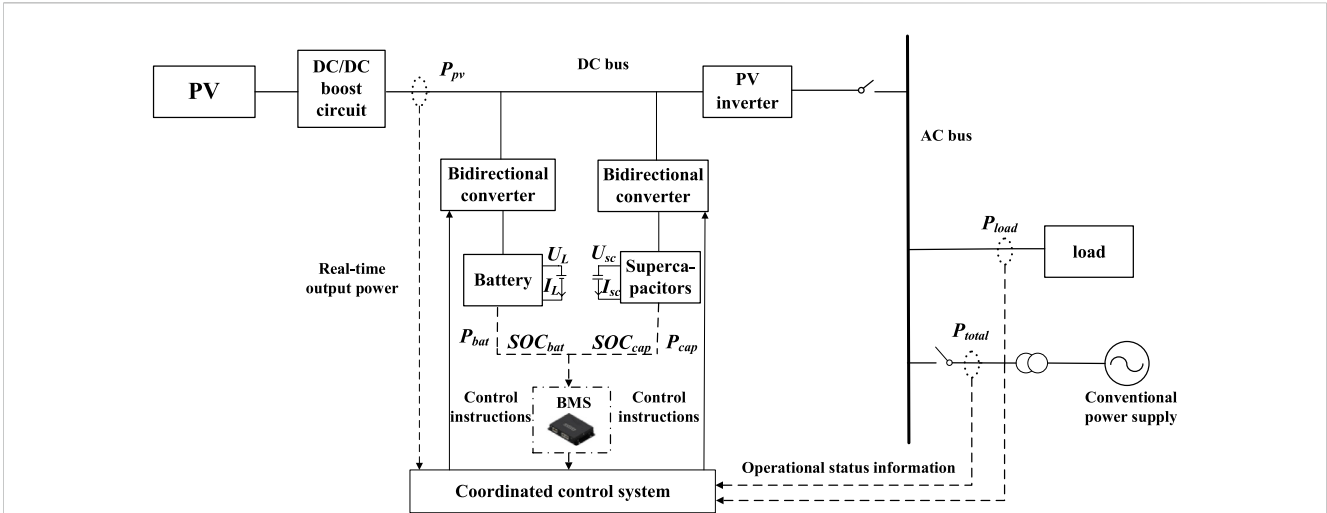 PV
DC/DC
boost
circuit
P_pv
DC bus
PV
inverter
AC bus
Bidirectional
converter
Bidirectional
converter
P_load
load
Real-time
output power
Battery
U_L
I_L
U_sc
I_sc
Superca-
pacitors
P_bat
SOC_bat
SOC_cap
P_cap
P_total
Control
instructions
BMS
Control
instructions
Conventional
power supply
Operational status information
Coordinated control system